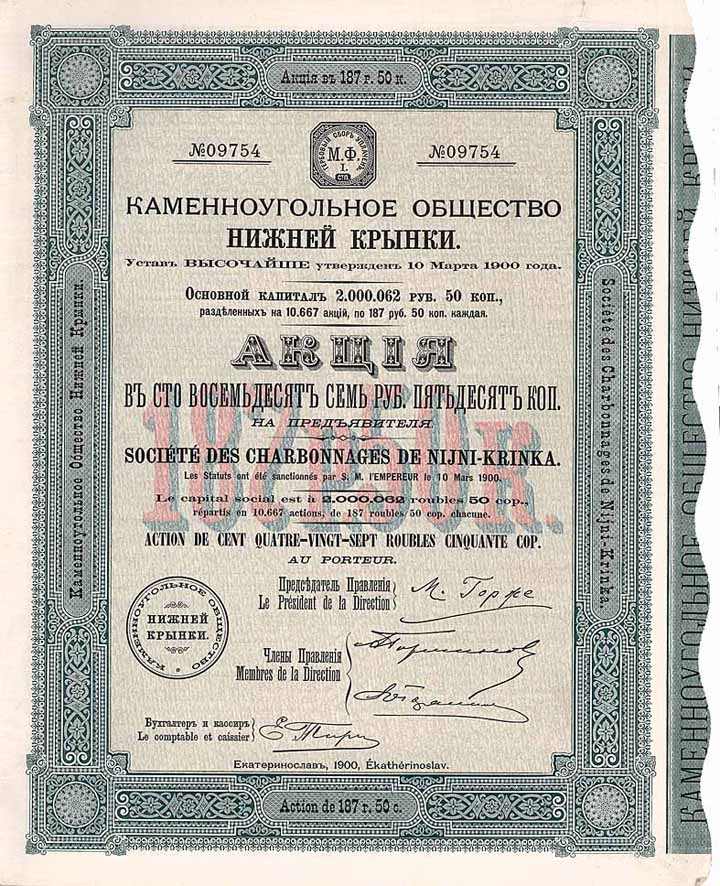 Акція въ 187 г. 50 к.
№09754
ГЕРБОВЫЙ СБОРЪ УПЛАЧЕНЪ
М.Ф.
I.
СПБ
№09754
КАМЕННОУГОЛЬНОЕ ОБЩЕСТВО
НИЖНЕЙ КРЫНКИ.
Уставъ ВЫСОЧАЙШЕ утвержденъ 10 Марта 1900 года.
Основной капиталъ 2.000.062 руб. 50 коп.,
раздѣленныхъ на 10.667 акцій, по 187 руб. 50 коп. каждая.
АКЦІЯ
ВЪ СТО ВОСЕМЬДЕСЯТЪ СЕМЬ РУБ. ПЯТЬДЕСЯТЪ КОП.
НА ПРЕДЪЯВИТЕЛЯ
187г.50к.
SOCIÉTÉ DES CHARBONNAGES DE NIJNI-KRINKA.
Les Statuts ont été sanctionnés par S. M. l'EMPEREUR le 10 Mars 1900.
Le capital social est à 2.000.062 roubles 50 cop.,
répartis en 10.667 actions, de 187 roubles 50 cop. chacune.
ACTION DE CENT QUATRE-VINGT-SEPT ROUBLES CINQUANTE COP.
AU PORTEUR.
Предсѣдатель Правленія
Le Président de la Direction
М. Горже
КАМЕННОУГОЛЬНОЕ ОБЩЕСТВО
НИЖНЕЙ
КРЫНКИ.
Члены Правленія
Membres de la Direction
Бухгалтеръ и кассиръ
Le comptable et caissier
Екатеринославъ, 1900, Ékathérinoslav.
Action de 187 r. 50 c.
Каменноугольное Общество Нижней Крынки.
Société des Charbonnages de Nijni-Krinka.
КАМЕННОУГОЛЬНОЕ ОБЩЕСТВО НИЖНЕЙ КРЫНКИ